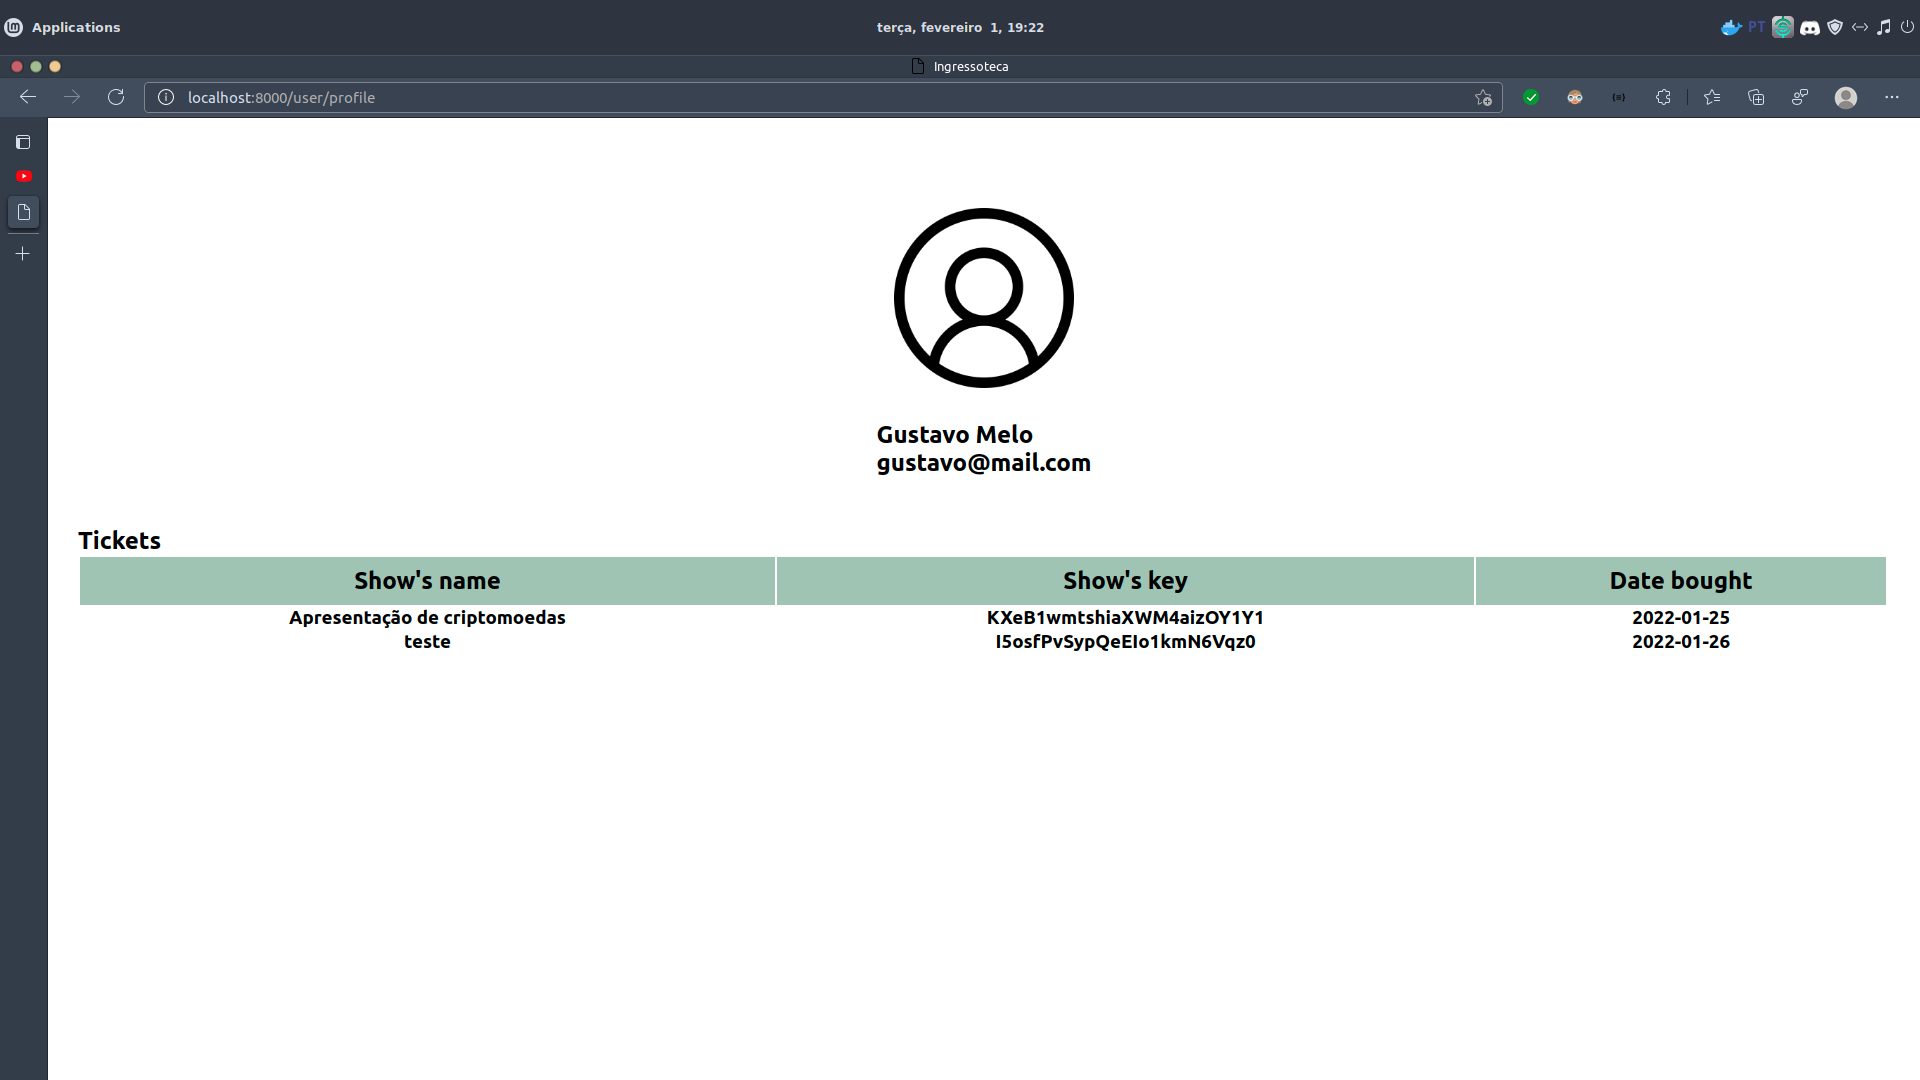 Applications
terça, fevereiro 1, 19:22
PT
Ingressoteca
localhost:8000/user/profile
Gustavo Melo
gustavo@mail.com
Tickets
Show's name Show's key Date bought
Apresentação de criptomoedas KXeB1wmtshiaXWM4aizOY1Y1 2022-01-25
teste I5osfPvSypQeEIo1kmN6Vqz0 2022-01-26